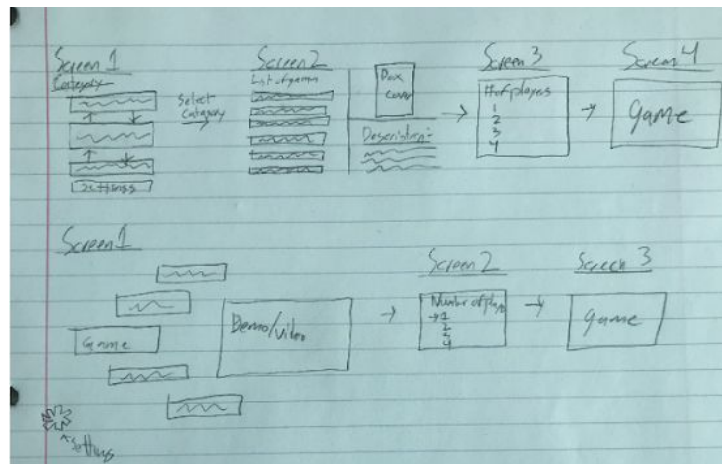 Screen 1
Category
Settings
Select
Category
Screen 2
List of games
Box
Cover
Description:
Screen 3
# of players
1
2
3
4
Screen 4
game
Screen 1
Game
Demo/video
Settings
Screen 2
Number of
1
2
3
4
Screen 3
game